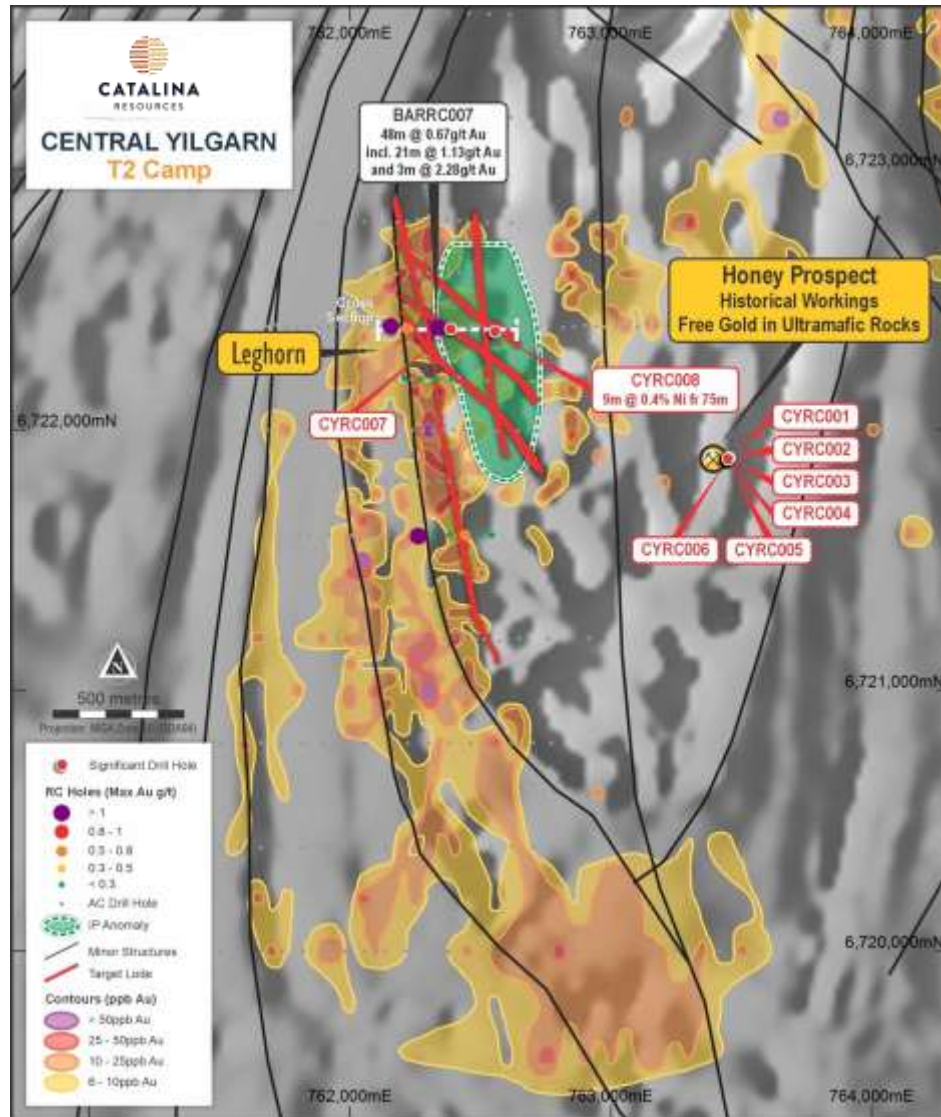 762,000mE
763,000mE
764,000mE
CATALINA
RESOURCES
CENTRAL YILGARN
T2 Camp
BARRC007
48m @ 0.67g/t Au
incl. 21m @ 1.13g/t Au
and 3m @ 2.28g/t Au
6,723,000mN
Honey Prospect
Historical Workings
Free Gold in Ultramafic Rocks
Cross
Section
Leghorn
CYRC008
9m @ 0.4% Ni fr 75m
CYRC007
6,722,000mN
CYRC001
CYRC002
CYRC003
CYRC004
CYRC006
CYRC005
N
500 metres
6,721,000mN
Significant Drill Hole
RC Holes (Max Au g/t)
> 1
0.8 - 1
0.5 - 0.8
0.3 - 0.5
< 0.3
AC Drill Hole
IP Anomaly
Minor Structures
Target Lode
Contours (ppb Au)
> 50ppb Au
25 - 50ppb Au
10 - 25ppb Au
6 - 10ppb Au
6,720,000mN
762,000mE
763,000mE
764,000mE